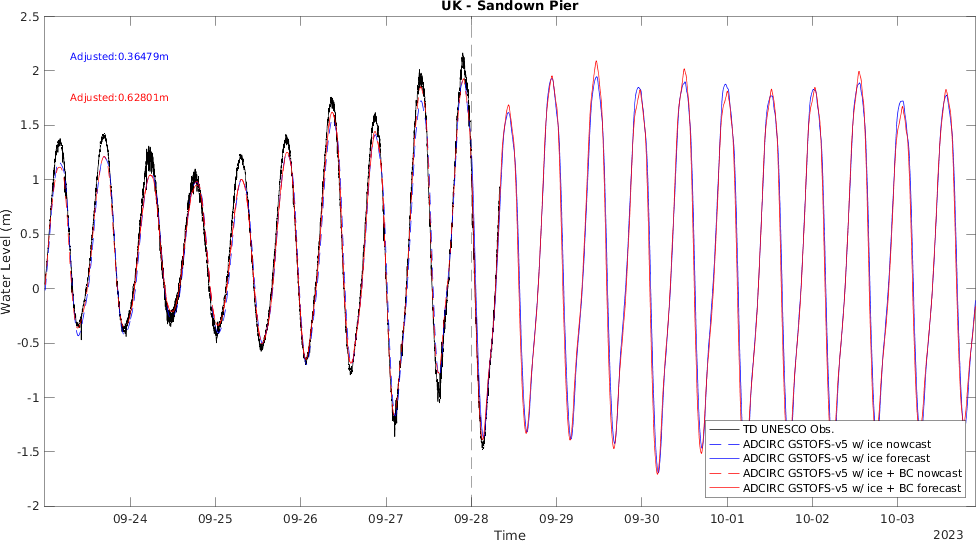 UK - Sandown Pier
2.5
2
1.5
1
0.5
0
-0.5
-1
-1.5
-2
Water Level (m)
Adjusted:0.36479m
Adjusted:0.62801m
TD UNESCO Obs.
ADCIRC GSTOFS-v5 w/ ice nowcast
ADCIRC GSTOFS-v5 w/ ice forecast
ADCIRC GSTOFS-v5 w/ ice + BC nowcast
ADCIRC GSTOFS-v5 w/ ice + BC forecast
09-24 09-25 09-26 09-27 09-28 09-29 09-30 10-01 10-02 10-03
Time
2023